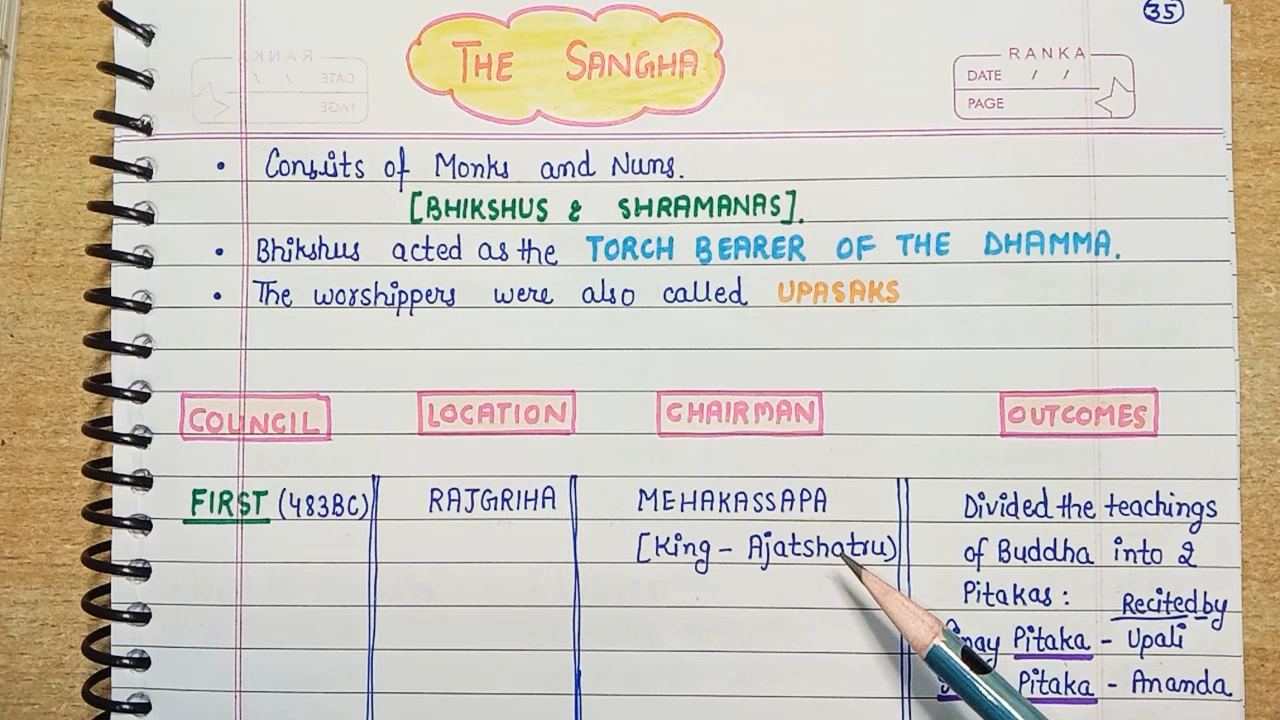 35
THE SANGHA
RANKA
DATE / /
PAGE
• Consists of Monks and Nuns.
[BHIKSHUS & SHRAMANAS].
• Bhikshus acted as the TORCH BEARER OF THE DHAMMA.
• The worshippers were also called UPASAKS
COUNCIL LOCATION CHAIRMAN OUTCOMES
FIRST (483BC) RAJGRIHA MEHAKASSAPA Divided the teachings
[King - Ajatshatru) of Buddha into 2
Pitakas : Recited by
Pitaka - Upali
Pitaka - Ananda